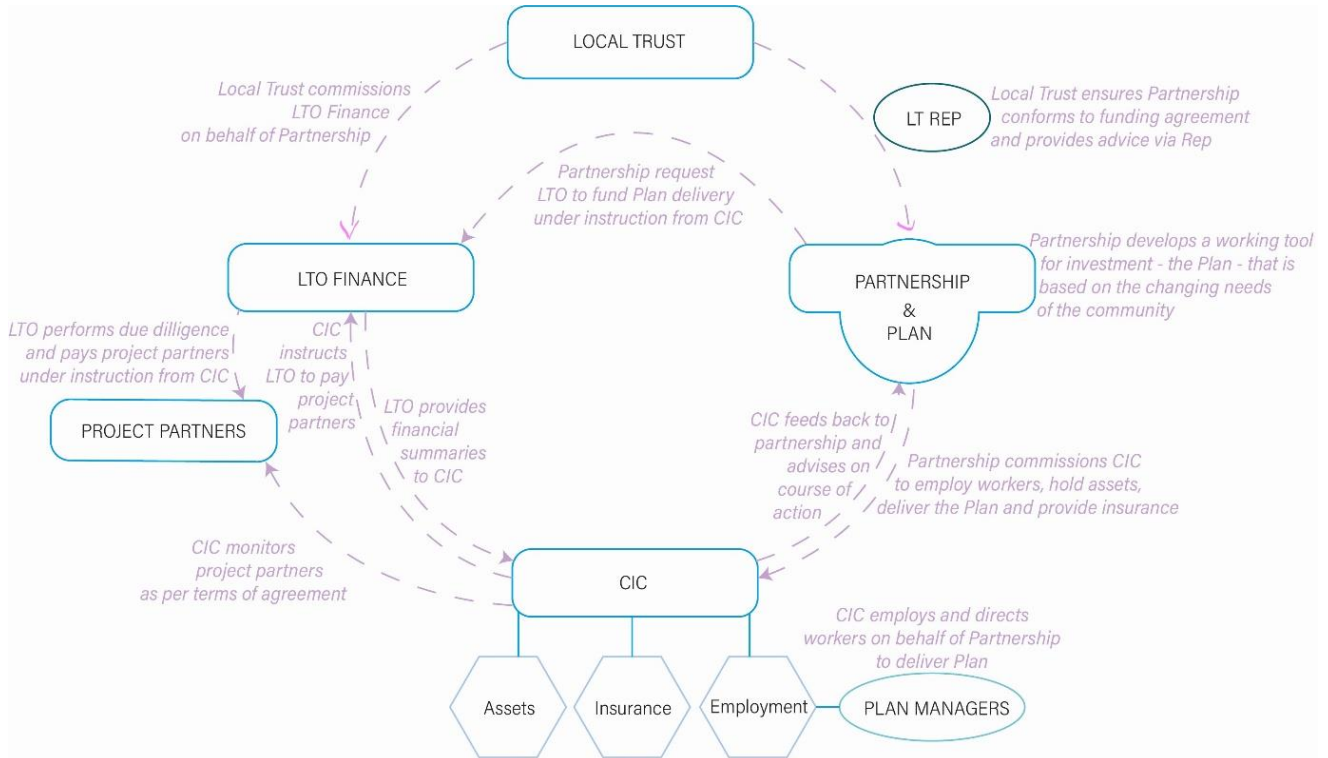 LOCAL TRUST
Local Trust commissions
LTO Finance
on behalf of Partnership
LT REP
Local Trust ensures Partnership
conforms to funding agreement
and provides advice via Rep
Partnership request
LTO to fund Plan delivery
under instruction from CIC
LTO FINANCE
PARTNERSHIP
&
PLAN
Partnership develops a working tool
for investment - the Plan - that is
based on the changing needs
of the community
LTO performs due dilligence
and pays project partners
under instruction from CIC
CIC
instructs
LTO to pay
project
partners
PROJECT PARTNERS
LTO provides
financial
summaries
to CIC
CIC feeds back to
partnership and
advises on
course of
action
Partnership commissions CIC
to employ workers, hold assets,
deliver the Plan and provide insurance
CIC monitors
project partners
as per terms of agreement
CIC
CIC employs and directs
workers on behalf of Partnership
to deliver Plan
Assets
Insurance
Employment
PLAN MANAGERS